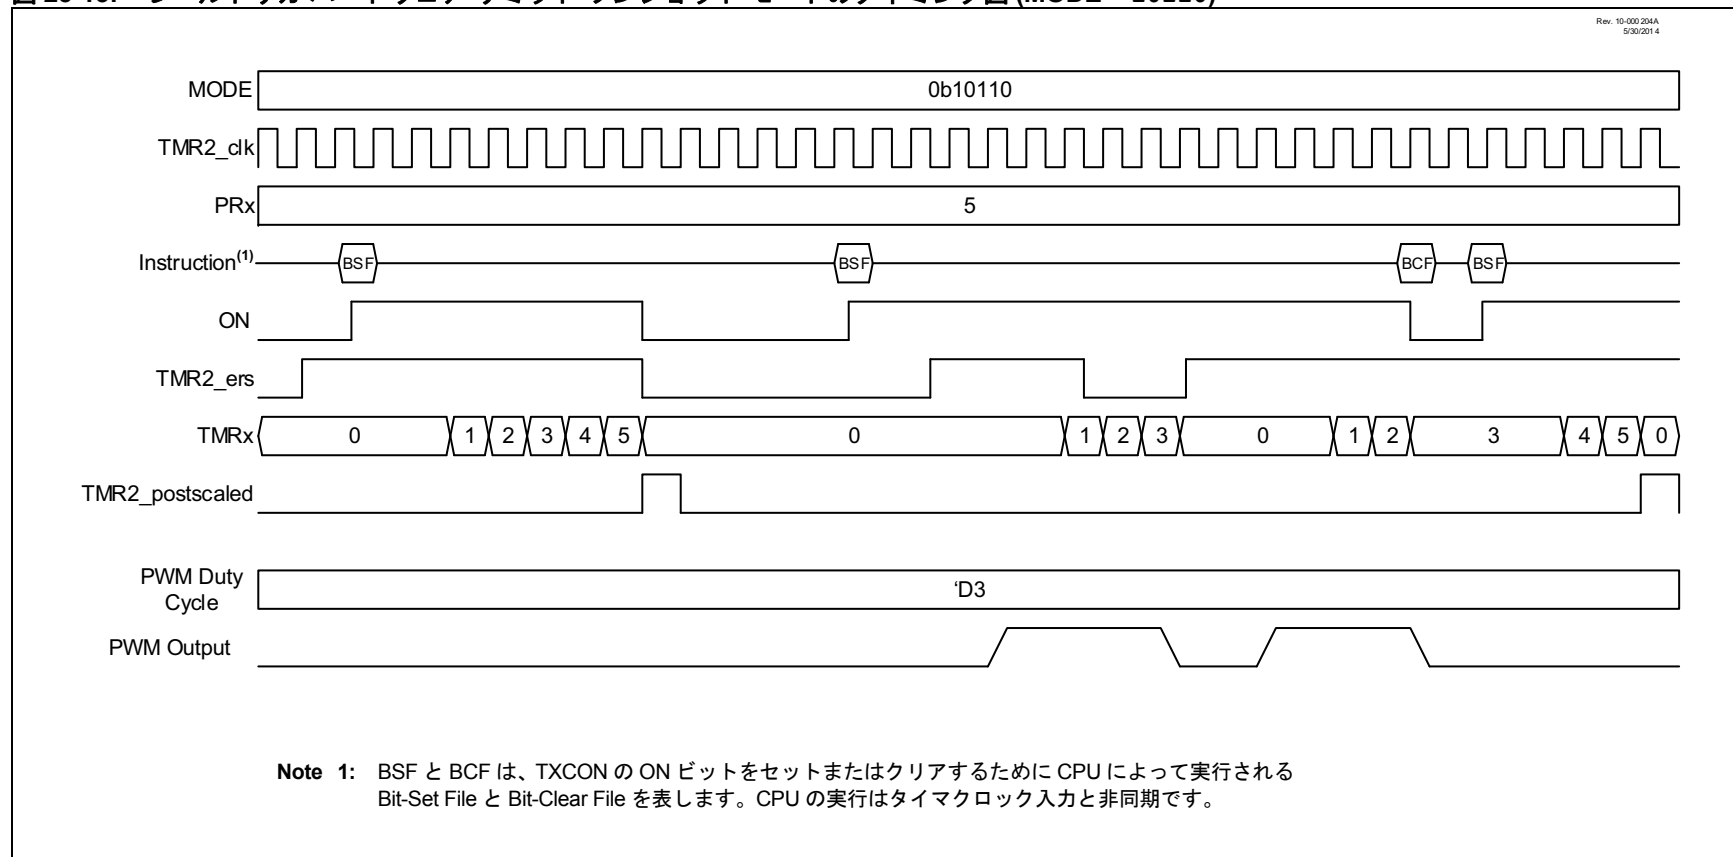 Rev. 10-000 204A
5/30/201 4
MODE
0b10110
TMR2_clk
PRx
5
Instruction(1)
BSF
BSF
BCF
BSF
ON
TMR2_ers
TMRx
0
1
2
3
4
5
0
1
2
3
0
1
2
3
4
5
0
TMR2_postscaled
PWM Duty
Cycle
‘D3
PWM Output
Note 1: BSF と BCF は、TXCON の ON ビットをセットまたはクリアするために CPU によって実行される
Bit-Set File と Bit-Clear File を表します。CPU の実行はタイマクロック入力と非同期です。